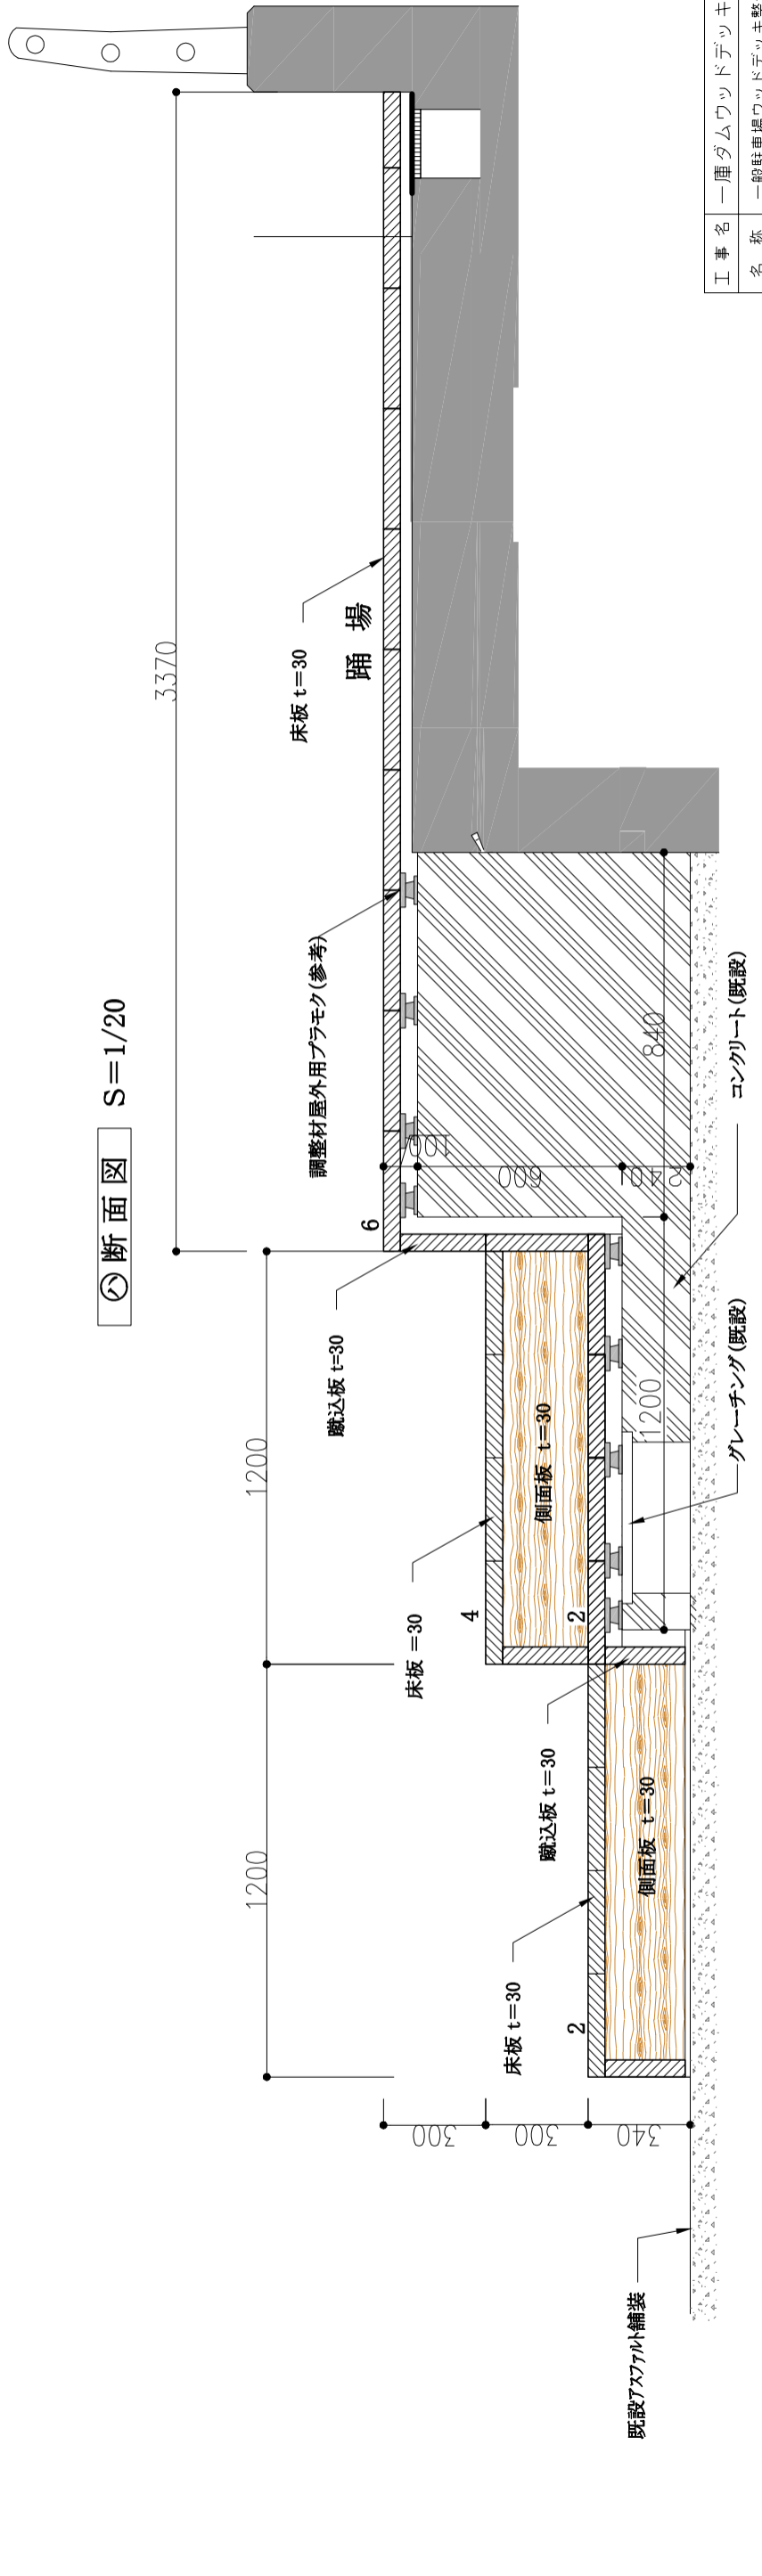 ㋩断面図 S=1/20
3370
1200
1200
床板 t=30
踊 場
調整材屋外用プラモク(参考)
6
蹴込板 t=30
床板 =30
4
側面板 t=30
2
蹴込板 t=30
床板 t=30
側面板 t=30
2
100
600
240
840
1200
300
300
340
コンクリート(既設)
グレーチング(既設)
既設アスファルト舗装
工 事 名 一庫ダムウッドデッキ
名 称 一般駐車場ウッドデッキ整